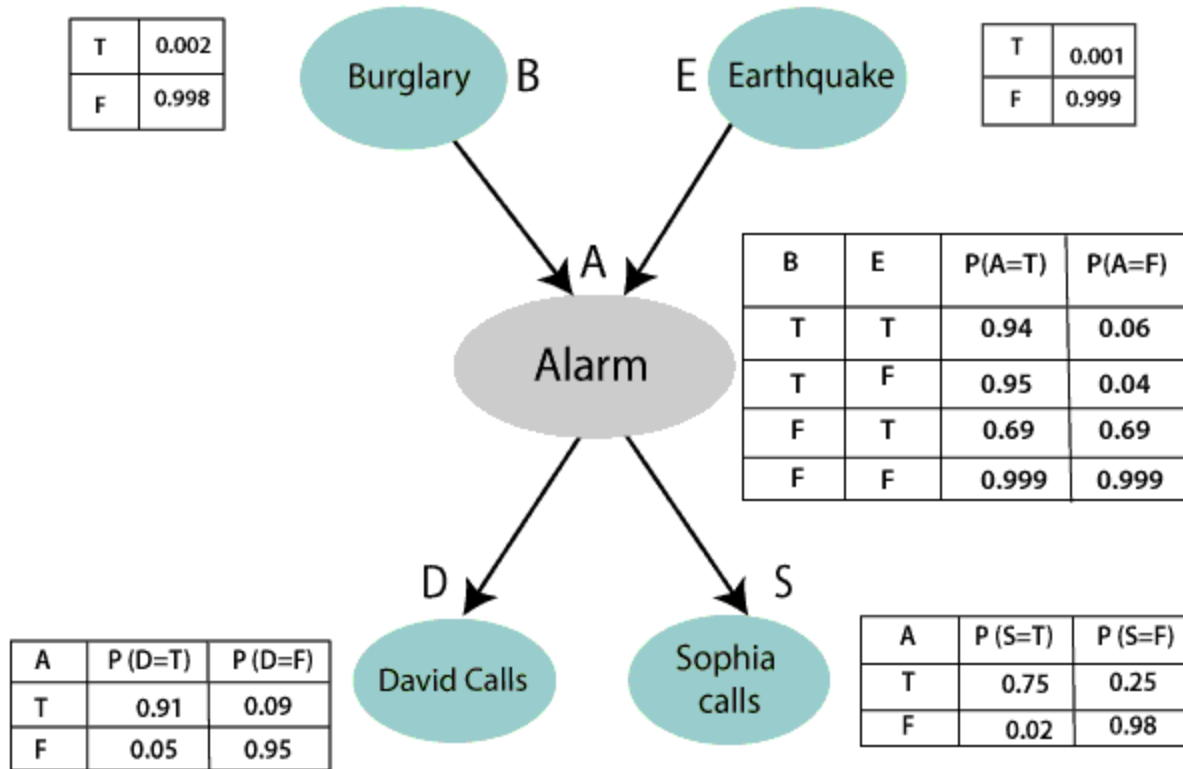 T 0.002
F 0.998
Burglary
B
E
Earthquake
T 0.001
F 0.999
A
Alarm
B E P(A=T) P(A=F)
T T 0.94 0.06
T F 0.95 0.04
F T 0.69 0.69
F F 0.999 0.999
D
S
A P (D=T) P (D=F)
T 0.91 0.09
F 0.05 0.95
David Calls
Sophia
calls
A P (S=T) P (S=F)
T 0.75 0.25
F 0.02 0.98